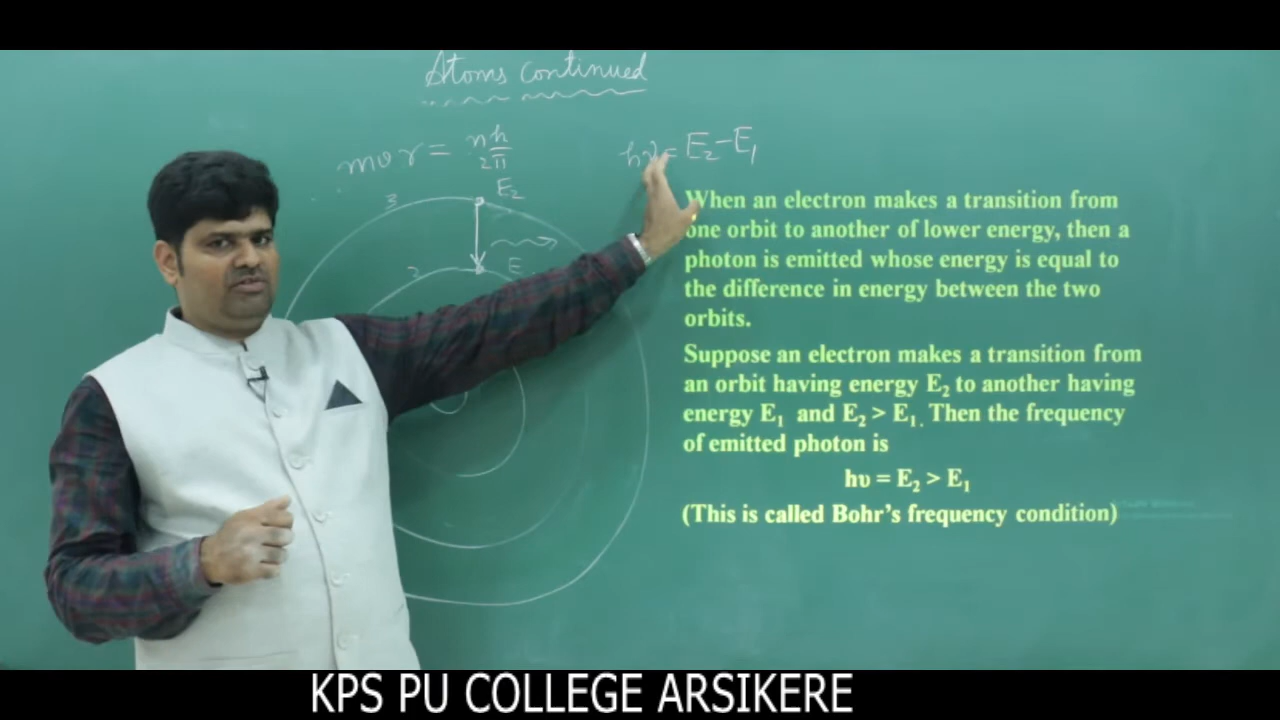 Atoms continued
mvr = nh/2π
hν = E₂ - E₁
E₂
3
2
E
When an electron makes a transition from
one orbit to another of lower energy, then a
photon is emitted whose energy is equal to
the difference in energy between the two
orbits.
Suppose an electron makes a transition from
an orbit having energy E₂ to another having
energy E₁ and E₂ > E₁. Then the frequency
of emitted photon is
hυ = E₂ > E₁
(This is called Bohr's frequency condition)
KPS PU COLLEGE ARSIKERE